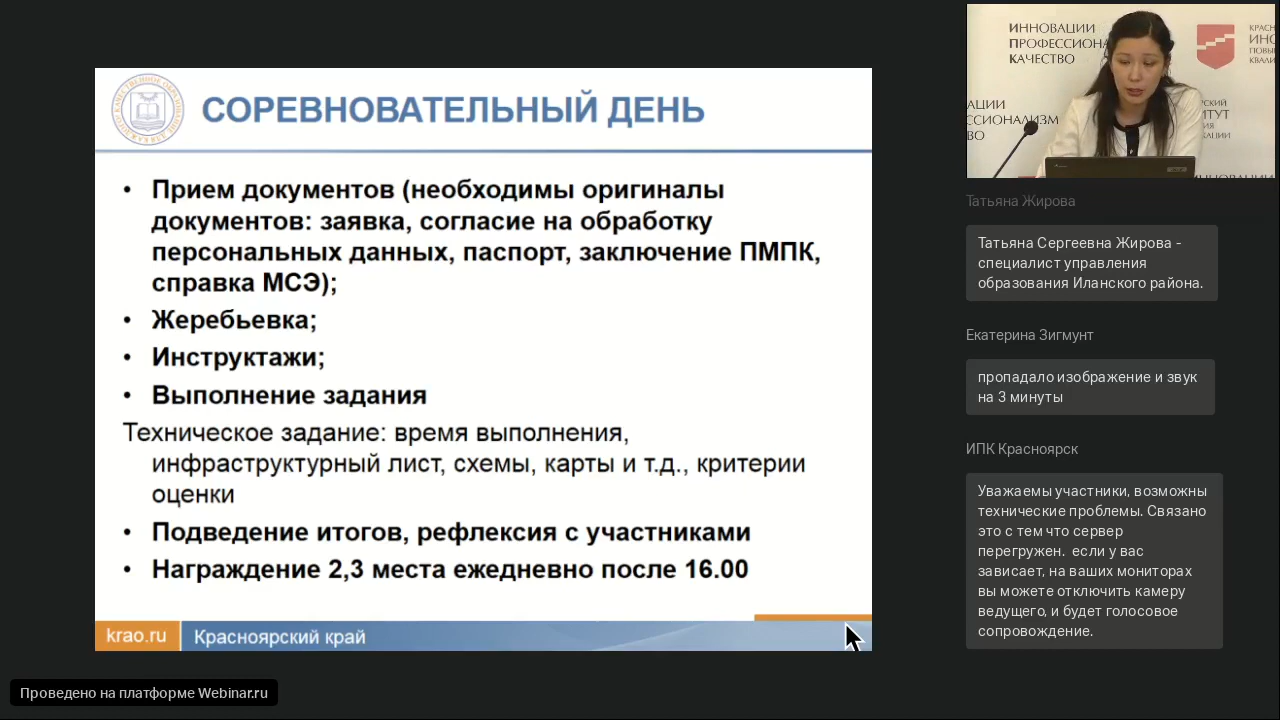 СОРЕВНОВАТЕЛЬНЫЙ ДЕНЬ
• Прием документов (необходимы оригиналы
документов: заявка, согласие на обработку
персональных данных, паспорт, заключение ПМПК,
справка МСЭ);
• Жеребьевка;
• Инструктажи;
• Выполнение задания
Техническое задание: время выполнения,
инфраструктурный лист, схемы, карты и т.д., критерии
оценки
• Подведение итогов, рефлексия с участниками
• Награждение 2,3 места ежедневно после 16.00
krao.ru
Красноярский край
Проведено на платформе Webinar.ru
ИННОВАЦИИ
ПРОФЕССИОНА
КАЧЕСТВО
КРАСН
ИНС
ПОВЫ
КВАЛИ
АЦИИ
ССИОНАЛИЗМ
ВО
Татьяна Жирова
Татьяна Сергеевна Жирова -
специалист управления
образования Иланского района.
Екатерина Зигмунт
пропадало изображение и звук
на 3 минуты
ИПК Красноярск
Уважаемы участники, возможны
технические проблемы. Связано
это с тем что сервер
перегружен.  если у вас
зависает, на ваших мониторах
вы можете отключить камеру
ведущего, и будет голосовое
сопровождение.